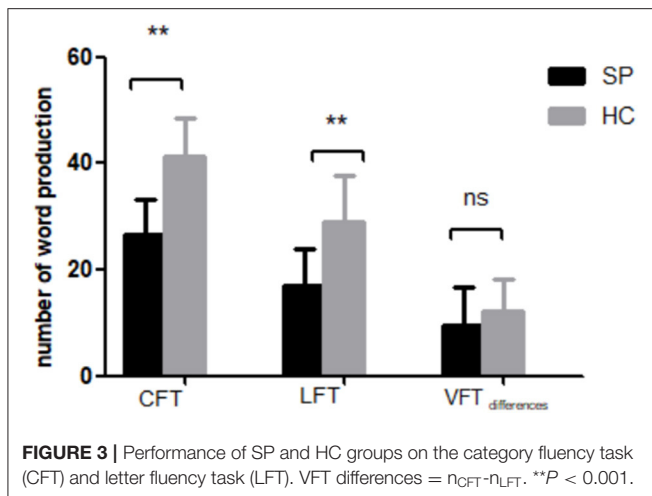 **
60
SP
HC
**
40
ns
20
0
number of word production
CFT
LFT
VFT differences
FIGURE 3 | Performance of SP and HC groups on the category fluency task
(CFT) and letter fluency task (LFT). VFT differences = nCFT-nLFT. **P < 0.001.